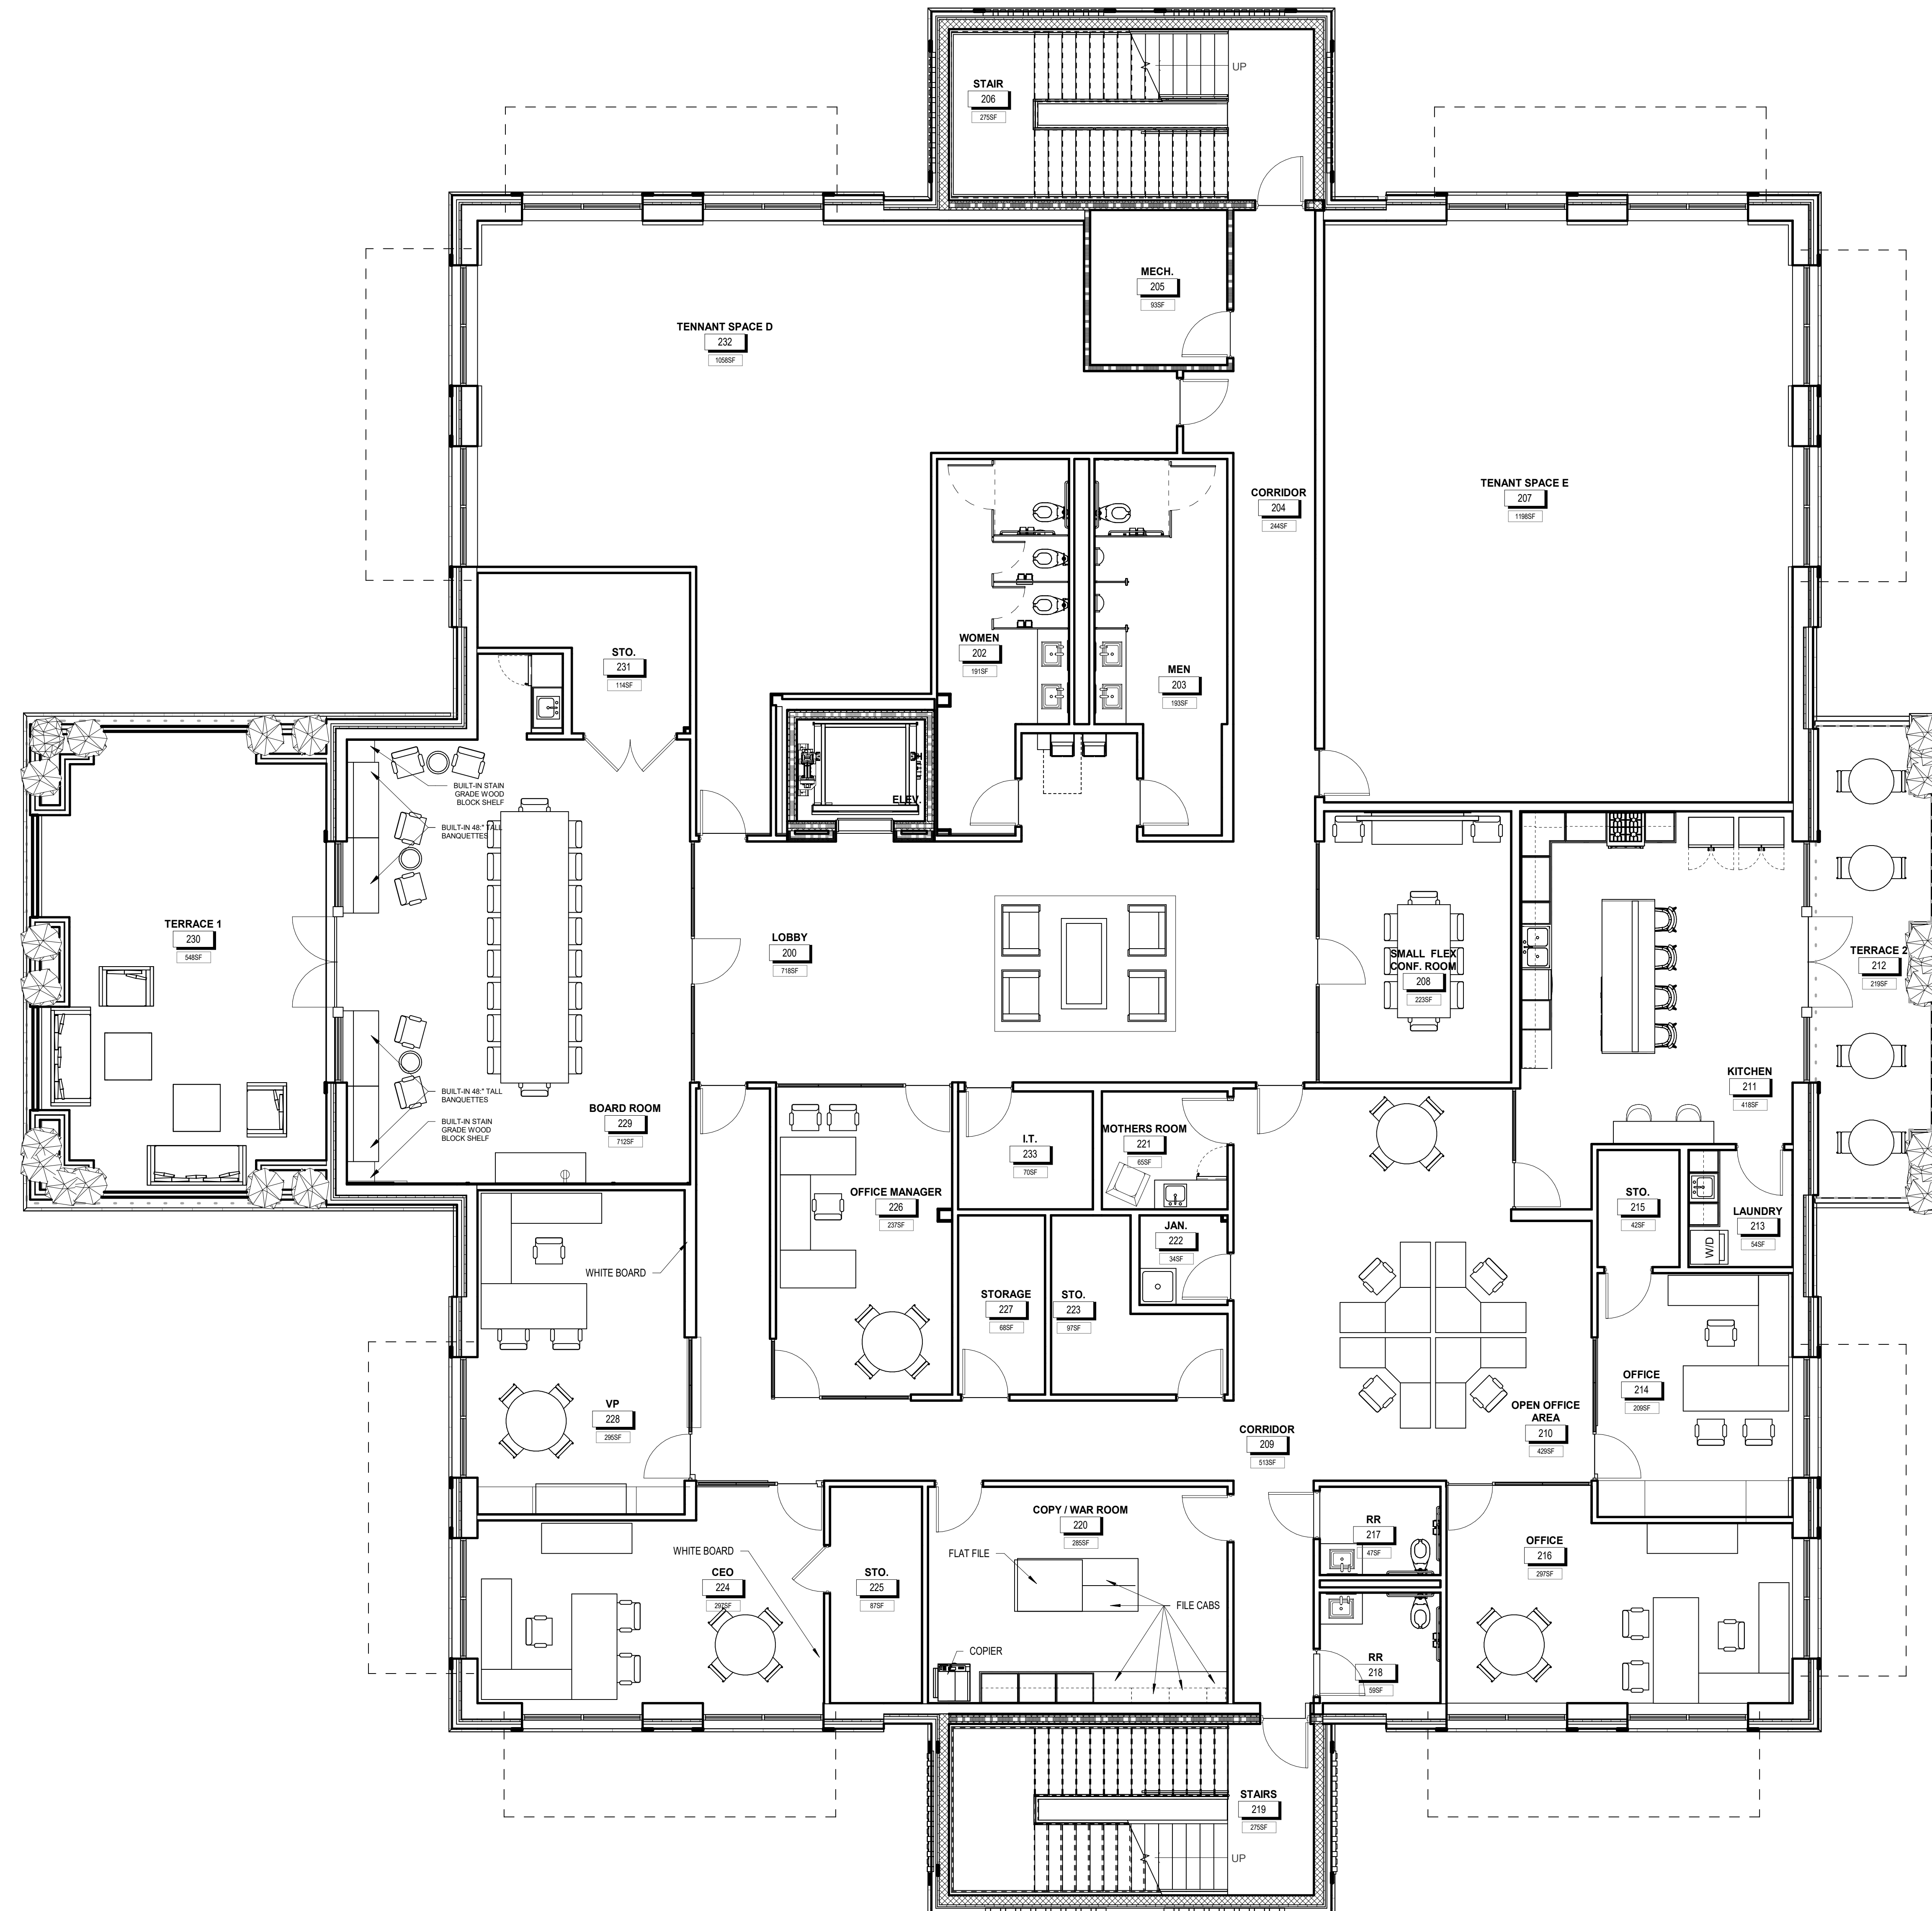 UP
STAIR
206
275SF
MECH.
205
93SF
TENNANT SPACE D
232
1058SF
TENANT SPACE E
207
1198SF
CORRIDOR
204
244SF
WOMEN
202
191SF
MEN
203
193SF
STO.
231
114SF
ELEV.
BUILT-IN STAIN
GRADE WOOD
BLOCK SHELF
BUILT-IN 48:" TALL
BANQUETTES
TERRACE 1
230
548SF
LOBBY
200
718SF
SMALL FLEX
CONF. ROOM
208
223SF
TERRACE 2
212
219SF
KITCHEN
211
418SF
BUILT-IN 48:" TALL
BANQUETTES
BUILT-IN STAIN
GRADE WOOD
BLOCK SHELF
BOARD ROOM
229
712SF
I.T.
233
70SF
MOTHERS ROOM
221
65SF
OFFICE MANAGER
226
237SF
STO.
215
42SF
LAUNDRY
213
54SF
W/D
JAN.
222
34SF
WHITE BOARD
STORAGE
227
68SF
STO.
223
97SF
VP
228
295SF
OFFICE
214
209SF
OPEN OFFICE
AREA
210
429SF
CORRIDOR
209
513SF
COPY / WAR ROOM
220
285SF
RR
217
47SF
OFFICE
216
297SF
WHITE BOARD
FLAT FILE
CEO
224
297SF
STO.
225
87SF
FILE CABS
COPIER
RR
218
59SF
STAIRS
219
275SF
UP